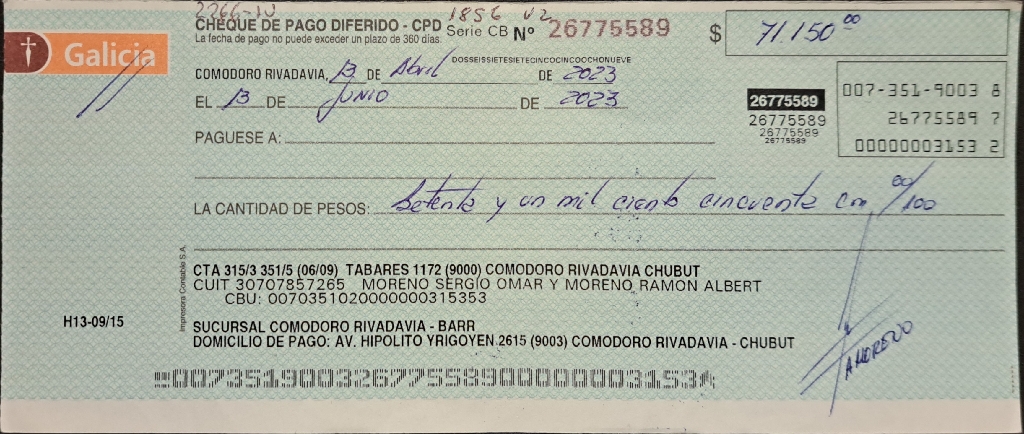 2366-10 1856 V2
CHEQUE DE PAGO DIFERIDO - CPD Serie CB Nº 26775589 $ 71.150 00
La fecha de pago no puede exceder un plazo de 360 días.
Galicia
DOSSEISSIETESIETECINCOCINCOOCHONUEVE
COMODORO RIVADAVIA, 13 DE Abril DE 2023
EL 13 DE JUNIO DE 2023
007-351-9003 8
26775589 7
00000003153 2
26775589
26775589
26775589
26775589
PAGUESE A:
LA CANTIDAD DE PESOS: Setenta y un mil ciento cincuenta con 00/100
Impresora Contable S.A.
CTA 315/3 351/5 (06/09) TABARES 1172 (9000) COMODORO RIVADAVIA CHUBUT
CUIT 30707857265 MORENO SERGIO OMAR Y MORENO RAMON ALBERT
CBU: 0070351020000000315353
H13-09/15
SUCURSAL COMODORO RIVADAVIA - BARR
DOMICILIO DE PAGO: AV. HIPOLITO YRIGOYEN 2615 (9003) COMODORO RIVADAVIA - CHUBUT
MORENO
00735190032677558900000003153